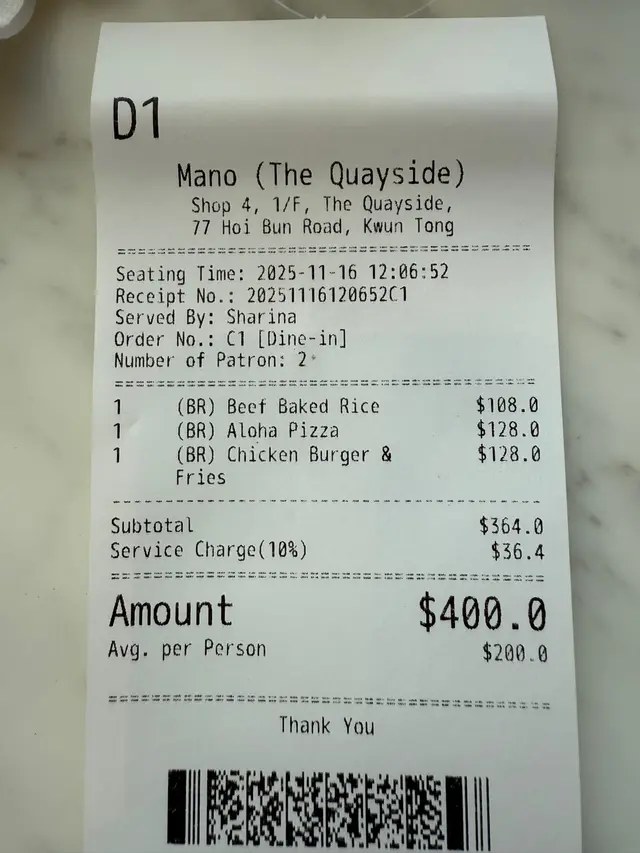 D1
Mano (The Quayside)
Shop 4, 1/F, The Quayside,
77 Hoi Bun Road, Kwun Tong
Seating Time: 2025-11-16 12:06:52
Receipt No.: 20251116120652C1
Served By: Sharina
Order No.: C1 [Dine-in]
Number of Patron: 2
1 (BR) Beef Baked Rice $108.0
1 (BR) Aloha Pizza $128.0
1 (BR) Chicken Burger & $128.0
Fries
Subtotal $364.0
Service Charge(10%) $36.4
Amount $400.0
Avg. per Person $200.0
Thank You